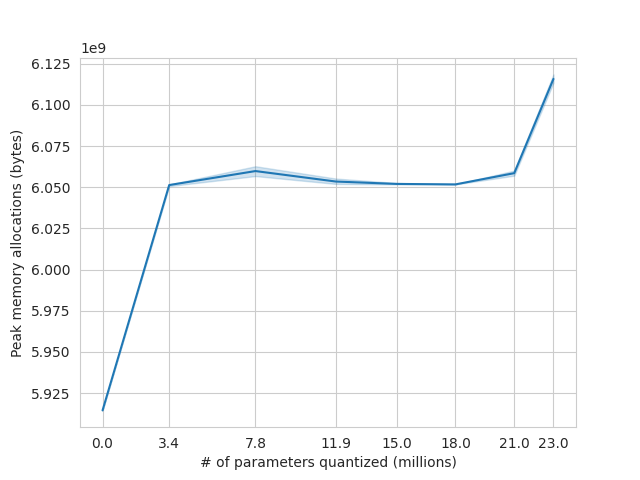 1e9
6.125
6.100
6.075
6.050
6.025
6.000
5.975
5.950
5.925
Peak memory allocations (bytes)
0.0 3.4 7.8 11.9 15.0 18.0 21.0 23.0
# of parameters quantized (millions)